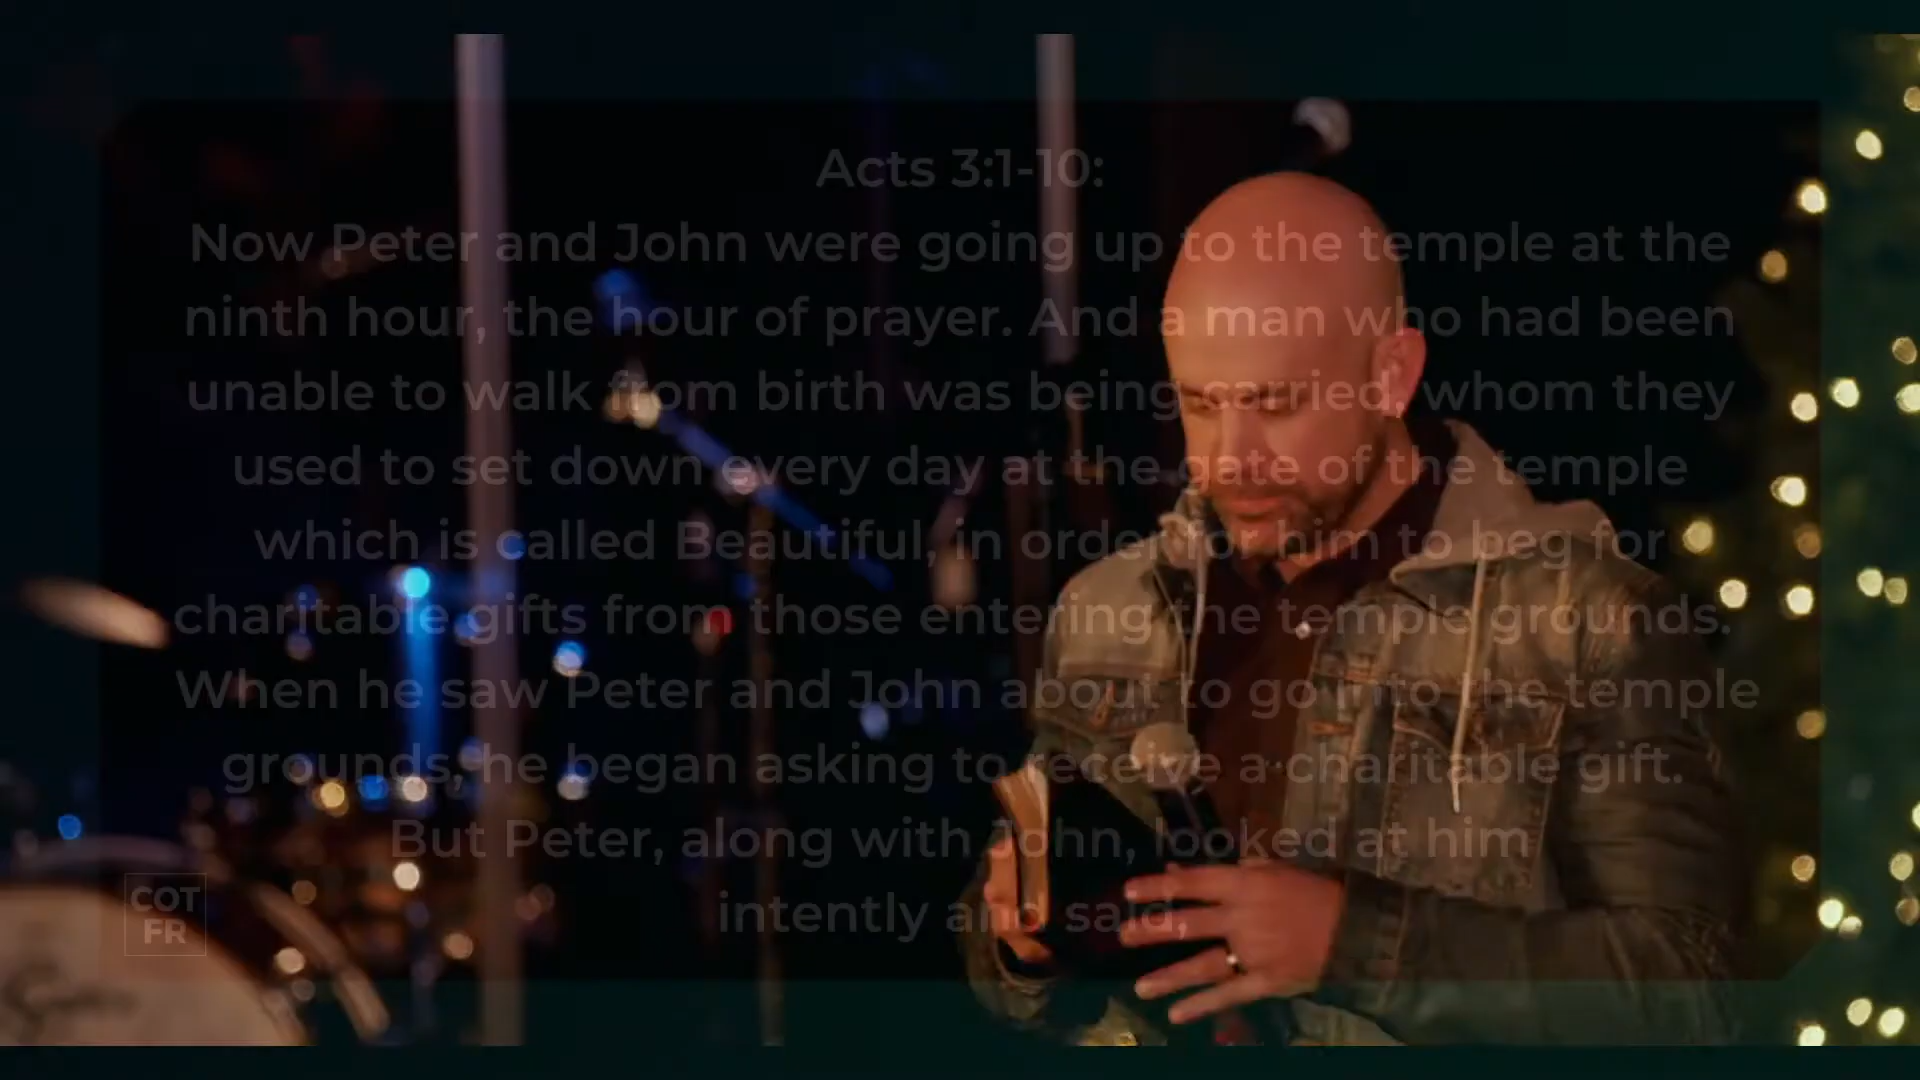 Acts 3:1-10:
Now Peter and John were going up to the temple at the
ninth hour, the hour of prayer. And a man who had been
unable to walk from birth was being carried, whom they
used to set down every day at the gate of the temple
which is called Beautiful, in order for him to beg for
charitable gifts from those entering the temple grounds.
When he saw Peter and John about to go into the temple
grounds, he began asking to receive a charitable gift.
But Peter, along with John, looked at him
intently and said,
COT
FR